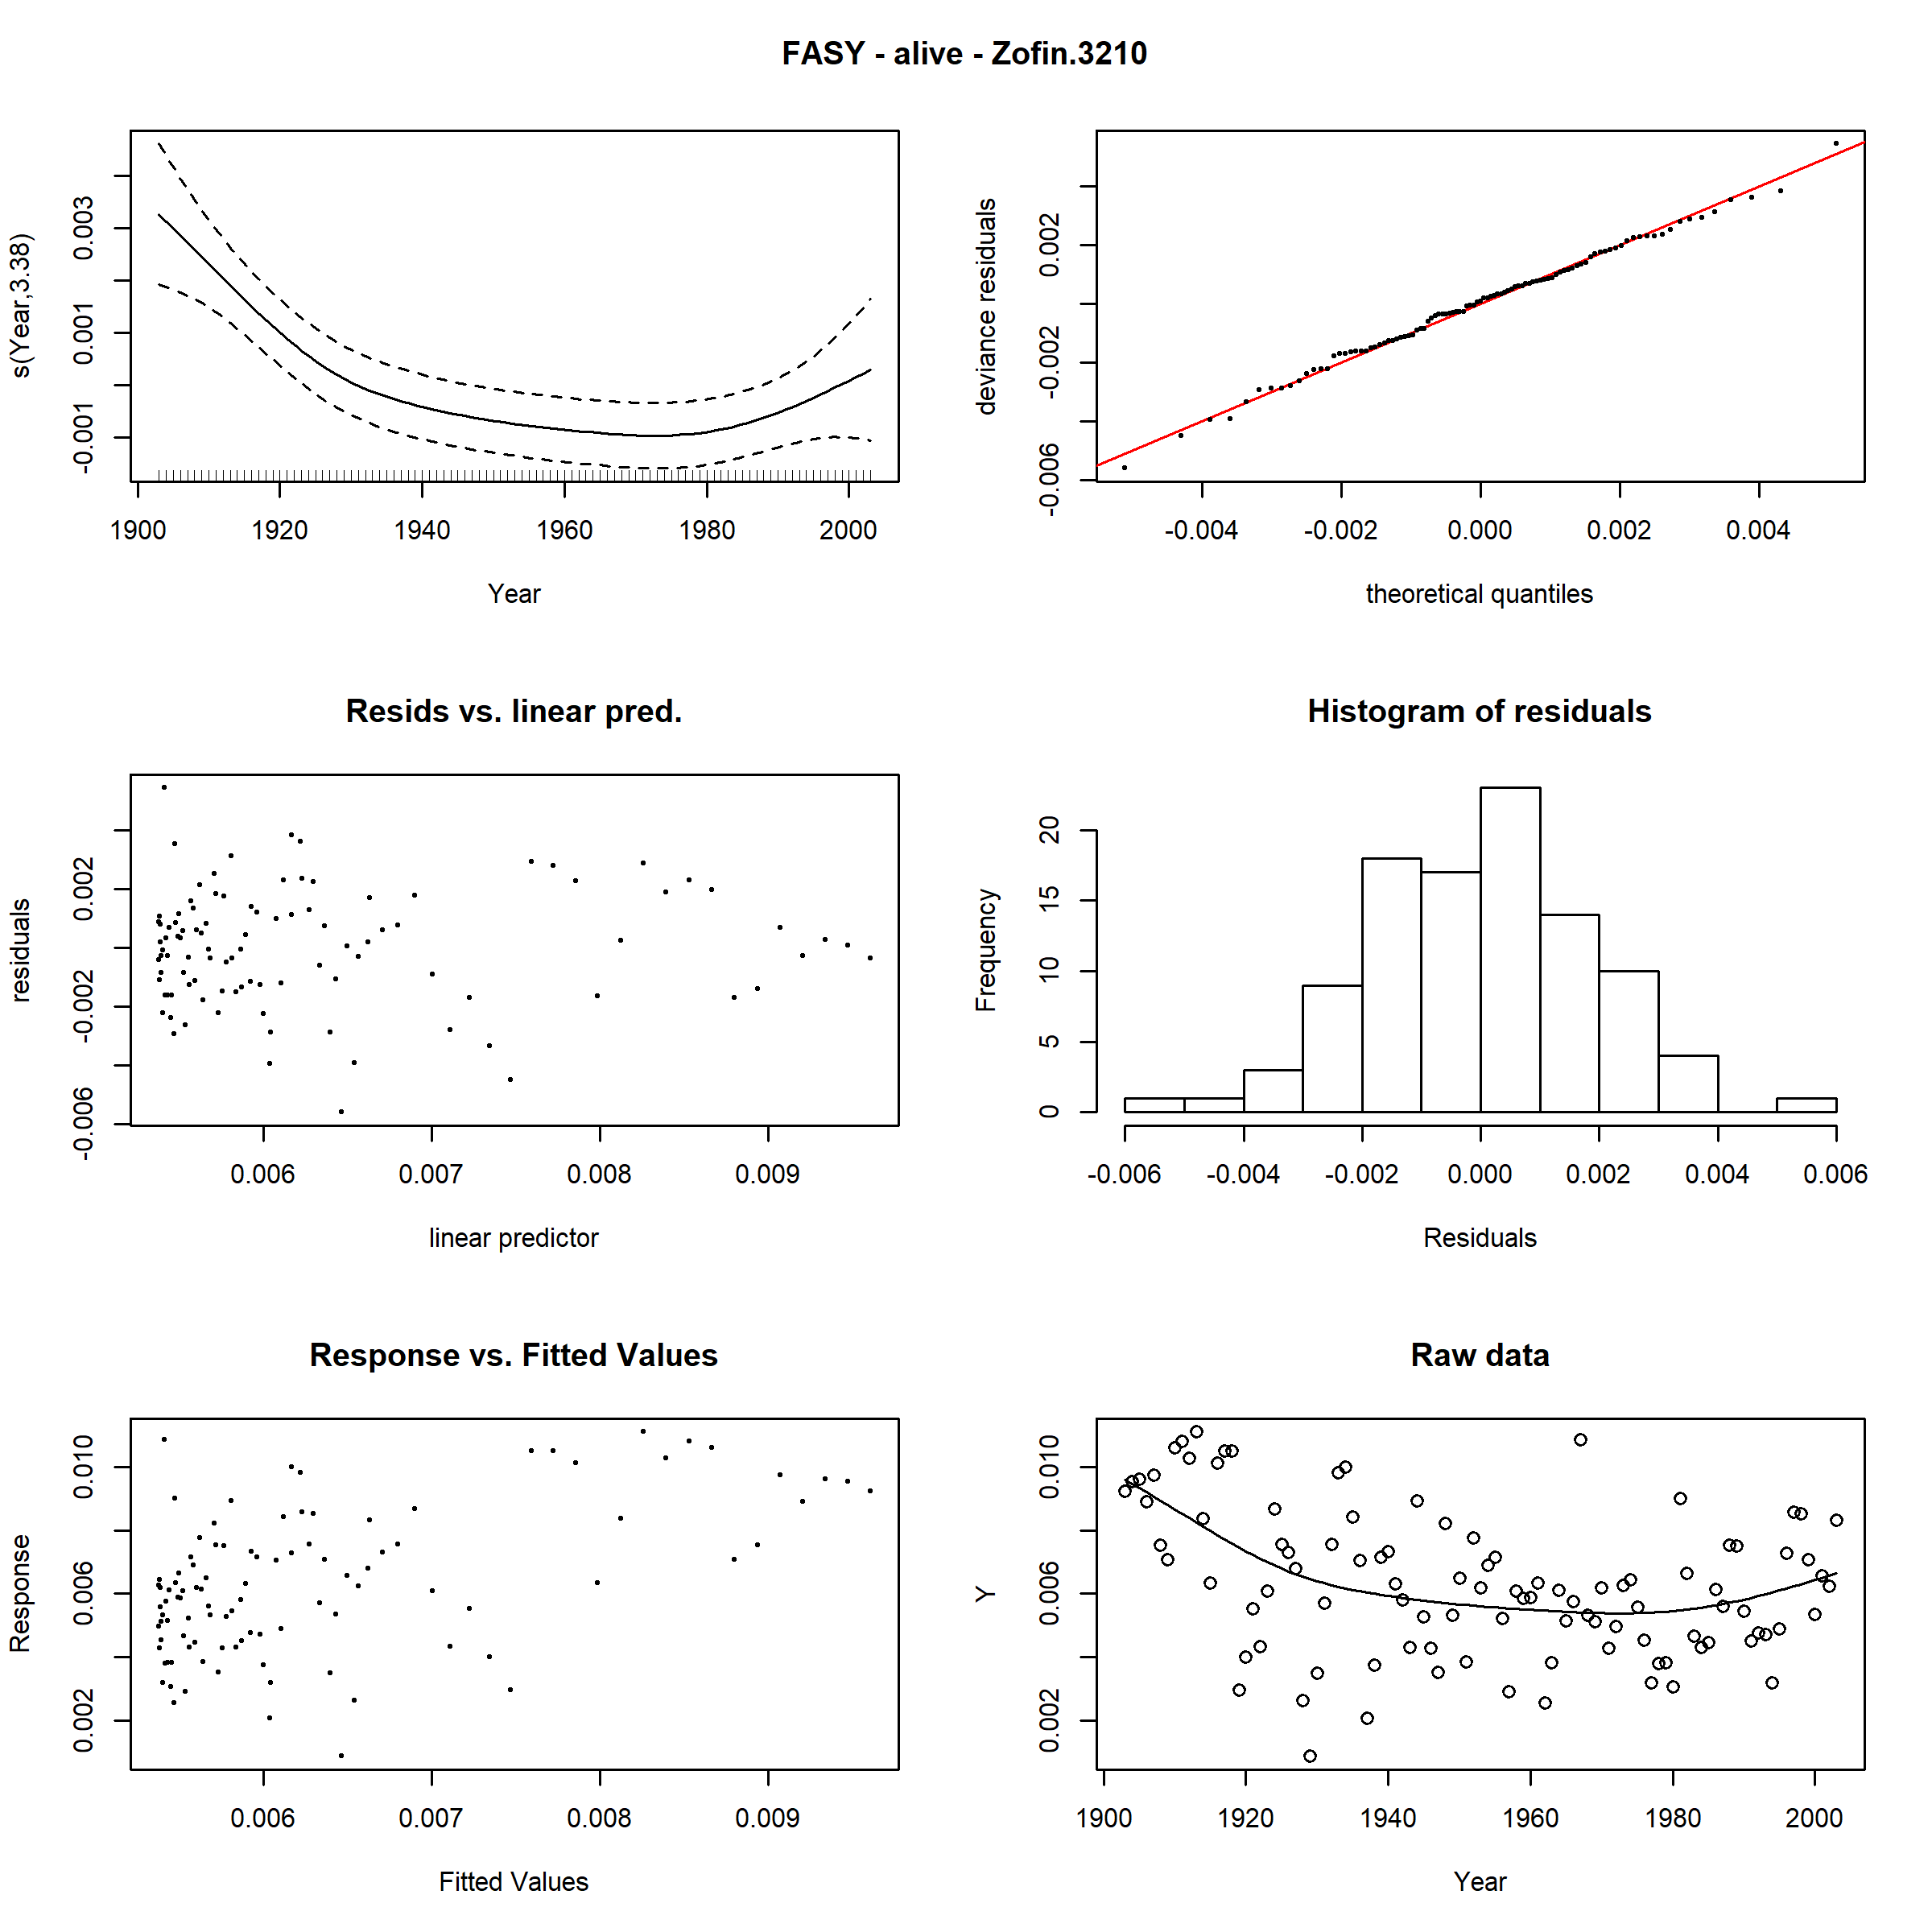 FASY - alive - Zofin.3210
s(Year,3.38)
0.003
0.001
-0.001
1900 1920 1940 1960 1980 2000
Year
deviance residuals
0.002
-0.002
-0.006
-0.004 -0.002 0.000 0.002 0.004
theoretical quantiles
Resids vs. linear pred.
residuals
0.002
-0.002
-0.006
0.006 0.007 0.008 0.009
linear predictor
Histogram of residuals
Frequency
20
15
10
5
0
-0.006 -0.004 -0.002 0.000 0.002 0.004 0.006
Residuals
Response vs. Fitted Values
Response
0.010
0.006
0.002
0.006 0.007 0.008 0.009
Fitted Values
Raw data
Y
0.010
0.006
0.002
1900 1920 1940 1960 1980 2000
Year